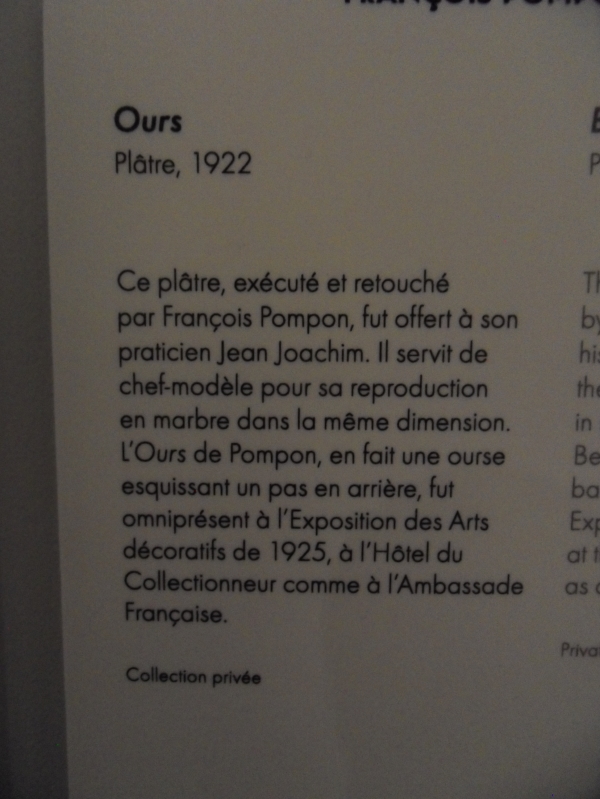 FRANÇOIS
Ours
Plâtre, 1922
Ce plâtre, exécuté et retouché
par François Pompon, fut offert à son
praticien Jean Joachim. Il servit de
chef-modèle pour sa reproduction
en marbre dans la même dimension.
L'Ours de Pompon, en fait une ourse
esquissant un pas en arrière, fut
omniprésent à l'Exposition des Arts
décoratifs de 1925, à l'Hôtel du
Collectionneur comme à l'Ambassade
Française.
Collection privée